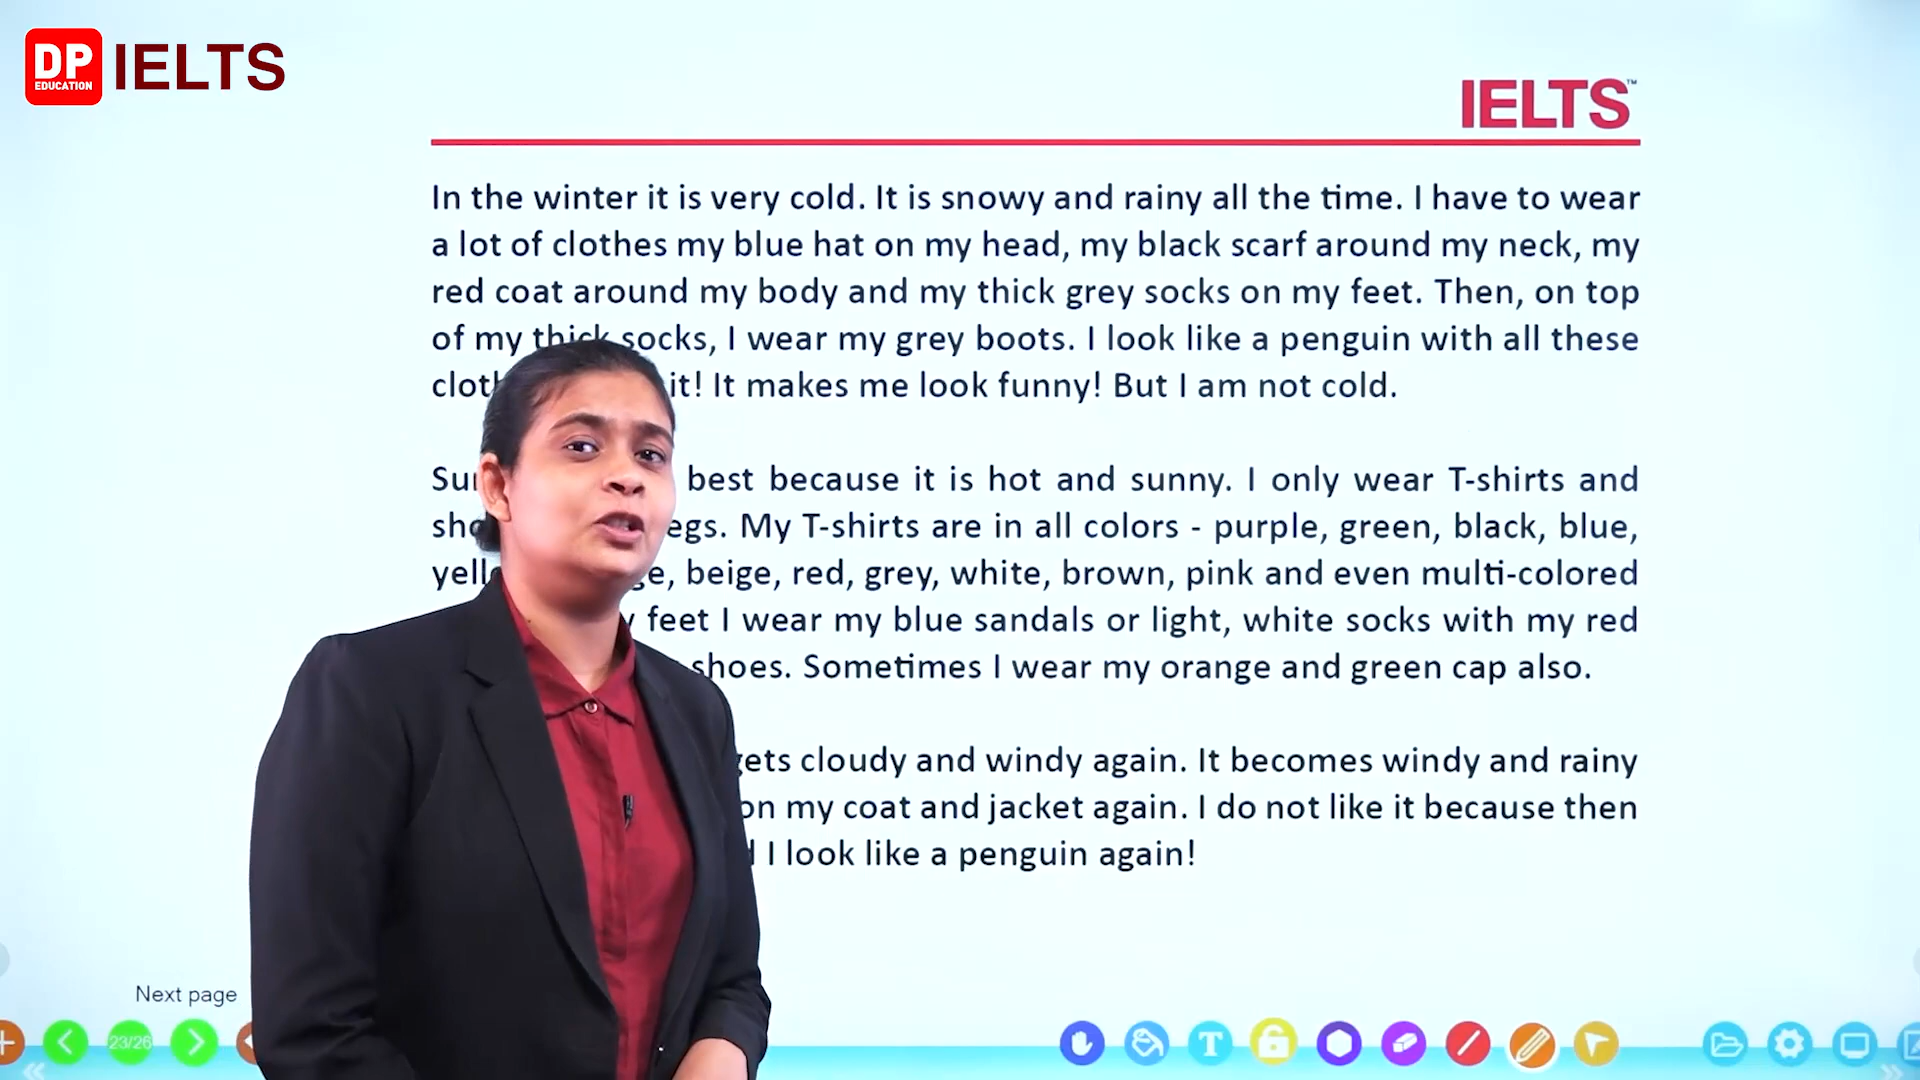 DP EDUCATION IELTS
IELTS™
In the winter it is very cold. It is snowy and rainy all the time. I have to wear
a lot of clothes my blue hat on my head, my black scarf around my neck, my
red coat around my body and my thick grey socks on my feet. Then, on top
of my thick socks, I wear my grey boots. I look like a penguin with all these
it! It makes me look funny! But I am not cold.
best because it is hot and sunny. I only wear T-shirts and
My T-shirts are in all colors - purple, green, black, blue,
beige, red, grey, white, brown, pink and even multi-colored
feet I wear my blue sandals or light, white socks with my red
shoes. Sometimes I wear my orange and green cap also.
gets cloudy and windy again. It becomes windy and rainy
on my coat and jacket again. I do not like it because then
I look like a penguin again!
Next page
23/26
T